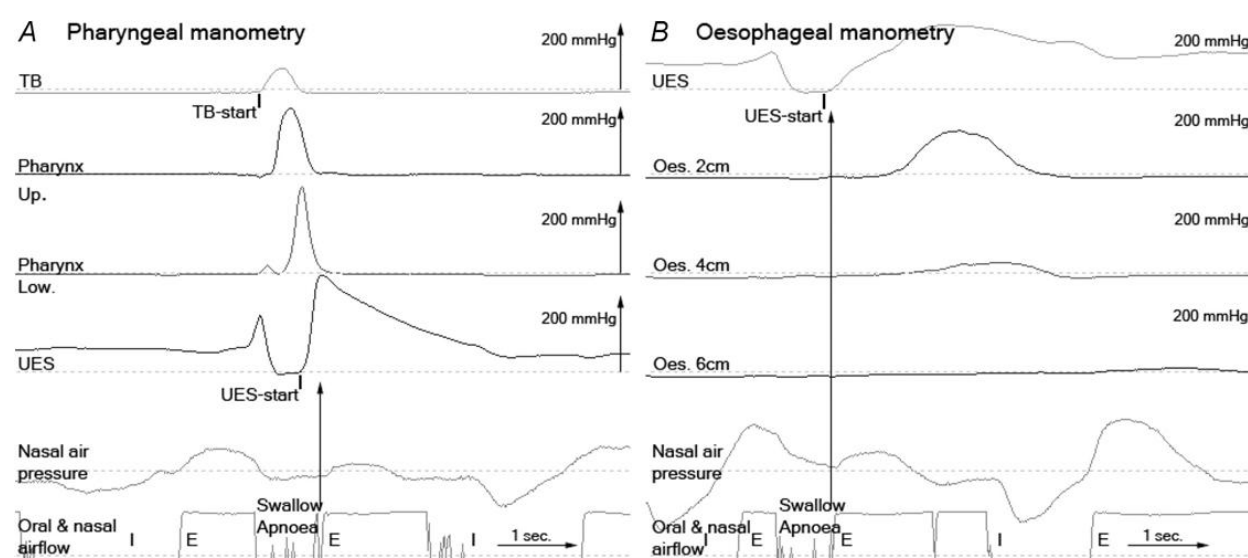 A Pharyngeal manometry
200 mmHg
TB
TB-start
200 mmHg
Pharynx
Up.
200 mmHg
Pharynx
Low.
200 mmHg
UES
UES-start
Nasal air
pressure
Swallow
Apnoea
Oral & nasal
airflow
I
E
E
I
1 sec.
B Oesophageal manometry
200 mmHg
UES
UES-start
200 mmHg
Oes. 2cm
200 mmHg
Oes. 4cm
200 mmHg
Oes. 6cm
Nasal air
pressure
Swallow
Apnoea
Oral & nasal
airflow
I
E
E
I
E
1 sec.